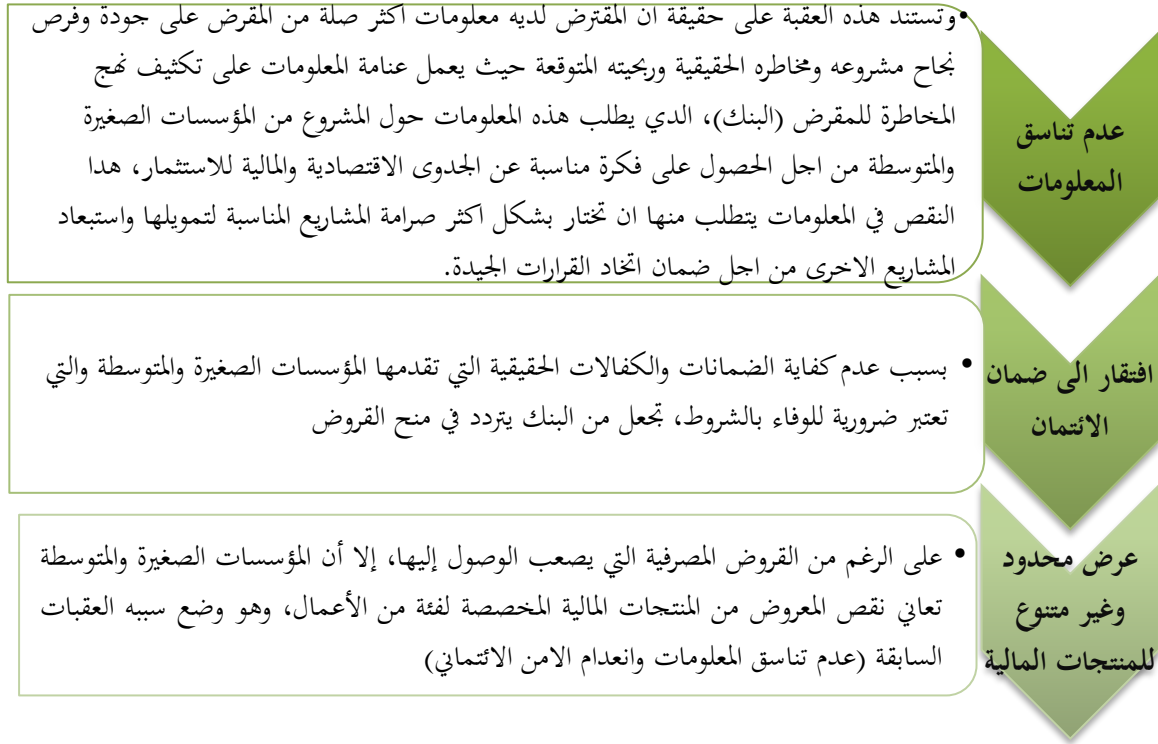 عدم تناسق
المعلومات
•وتستند هذه العقبة على حقيقة ان المقترض لديه معلومات اكثر صلة من المقرض على جودة وفرص
نجاح مشروعه ومخاطره الحقيقية وربحيته المتوقعة حيث يعمل عنامة المعلومات على تكثيف نهج
المخاطرة للمقرض (البنك)، الدي يطلب هذه المعلومات حول المشروع من المؤسسات الصغيرة
والمتوسطة من اجل الحصول على فكرة مناسبة عن الجدوى الاقتصادية والمالية للاستثمار، هدا
النقص في المعلومات يتطلب منها ان تختار بشكل اكثر صرامة المشاريع المناسبة لتمويلها واستبعاد
المشاريع الاخرى من اجل ضمان اتخاد القرارات الجيدة.
افتقار الى ضمان
الائتمان
• بسبب عدم كفاية الضمانات والكفالات الحقيقية التي تقدمها المؤسسات الصغيرة والمتوسطة والتي
تعتبر ضرورية للوفاء بالشروط، تجعل من البنك يتردد في منح القروض
عرض محدود
وغير متنوع
للمنتجات المالية
• على الرغم من القروض المصرفية التي يصعب الوصول إليها، إلا أن المؤسسات الصغيرة والمتوسطة
تعاني نقص المعروض من المنتجات المالية المخصصة لفئة من الأعمال، وهو وضع سببه العقبات
السابقة (عدم تناسق المعلومات وانعدام الامن الائتماني)